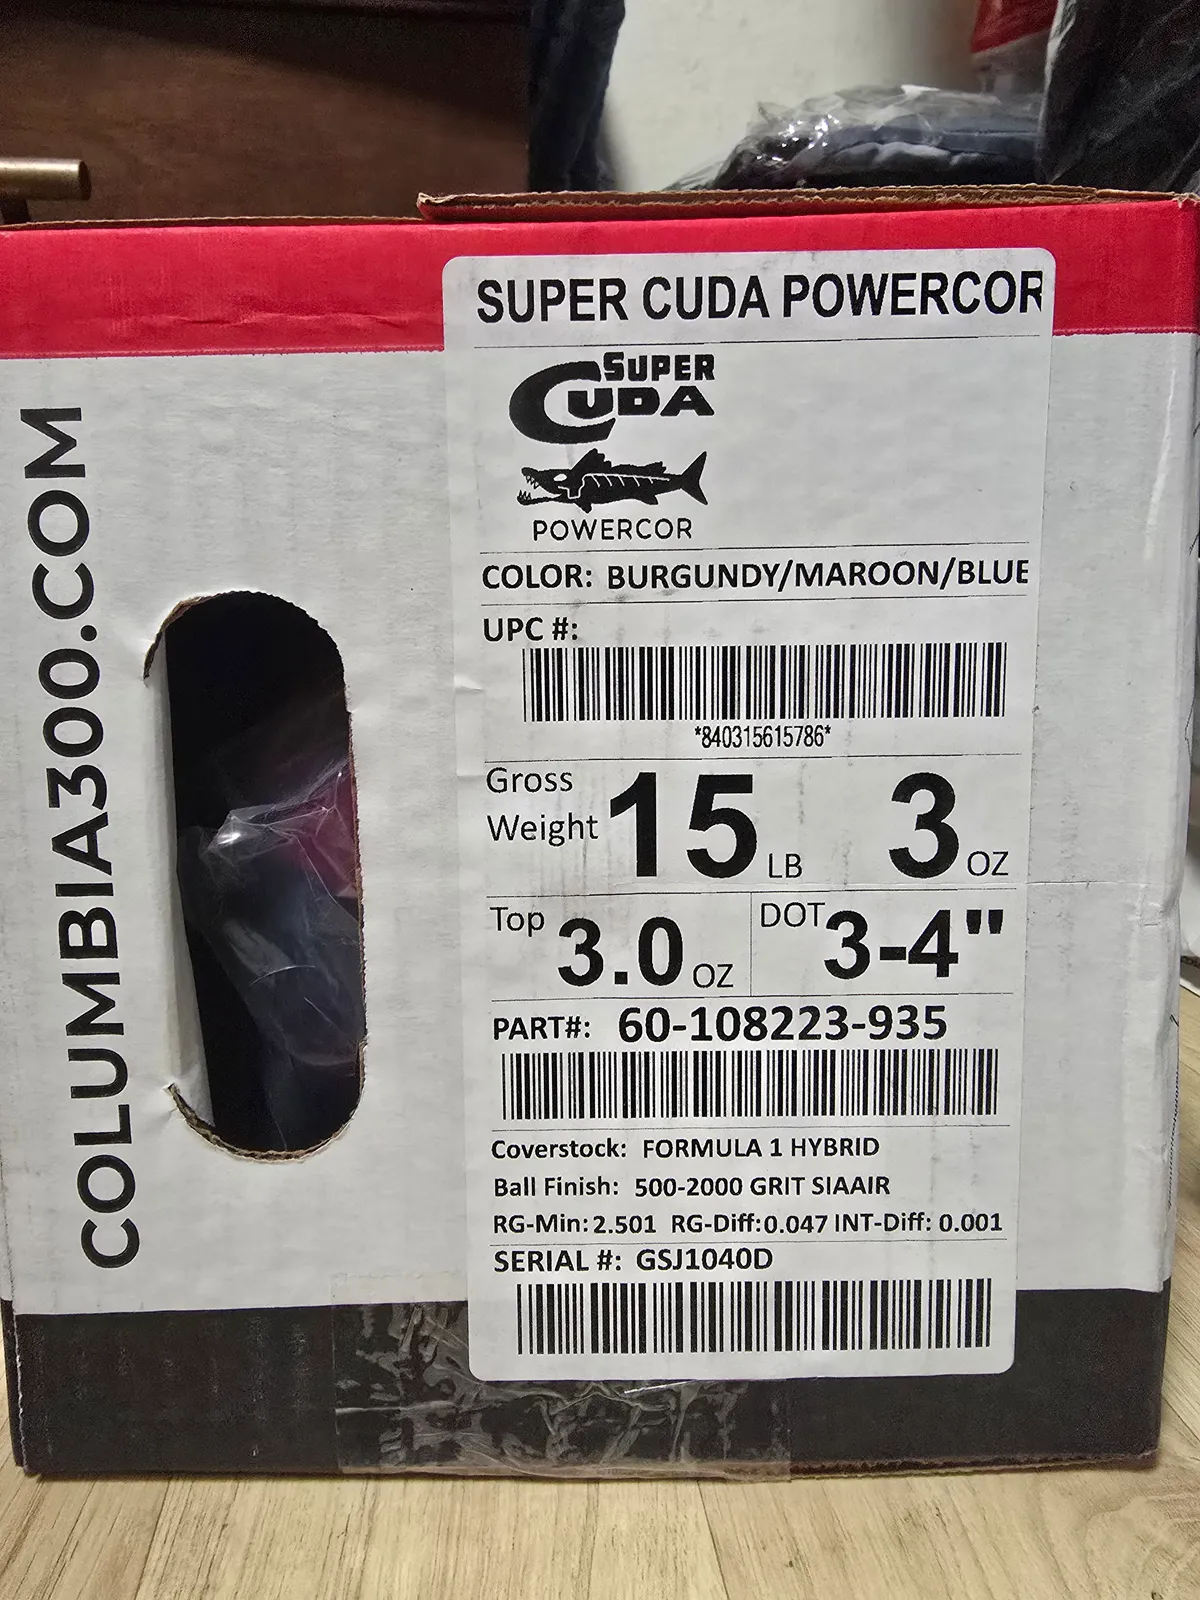 SUPER CUDA POWERCOR
SUPER
CUDA
POWERCOR
COLOR: BURGUNDY/MAROON/BLUE
UPC #:
*840315615786*
Gross
Weight 15 LB 3 OZ
Top 3.0 OZ DOT 3-4"
PART#: 60-108223-935
Coverstock: FORMULA 1 HYBRID
Ball Finish: 500-2000 GRIT SIAAIR
RG-Min: 2.501 RG-Diff: 0.047 INT-Diff: 0.001
SERIAL #: GSJ1040D
COLUMBIA300.COM